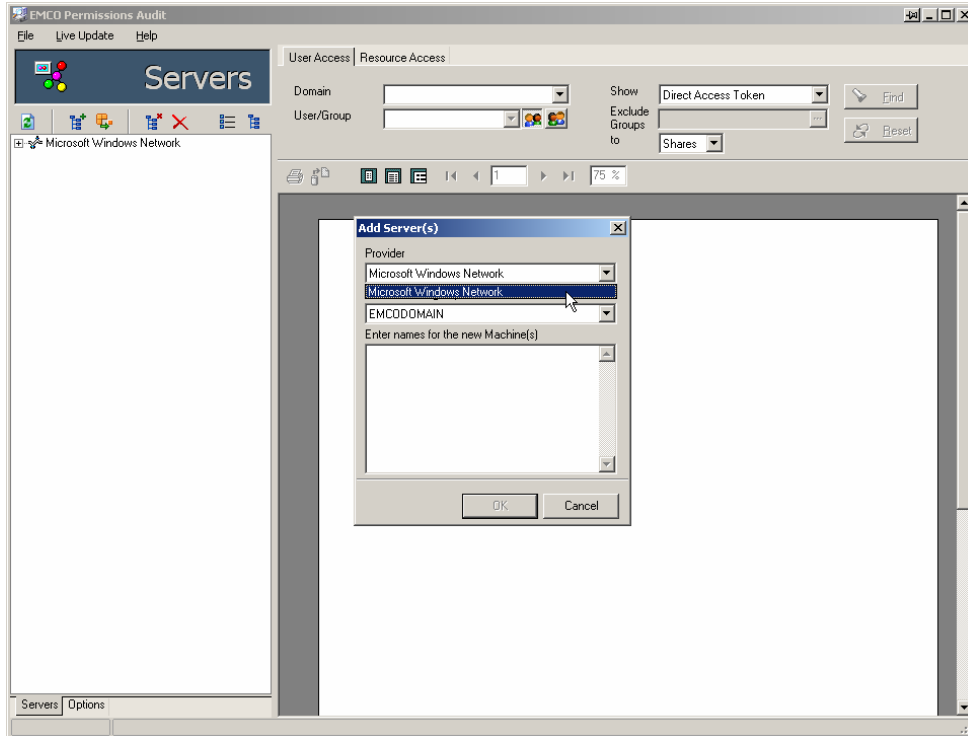 EMCO Permissions Audit
File Live Update Help
Servers
User Access Resource Access
Domain
Show Direct Access Token
Find
User/Group
Exclude Groups
Reset
to Shares
Microsoft Windows Network
1
75 %
Add Server(s)
Provider
Microsoft Windows Network
Microsoft Windows Network
EMCODOMAIN
Enter names for the new Machine(s)
OK Cancel
Servers Options